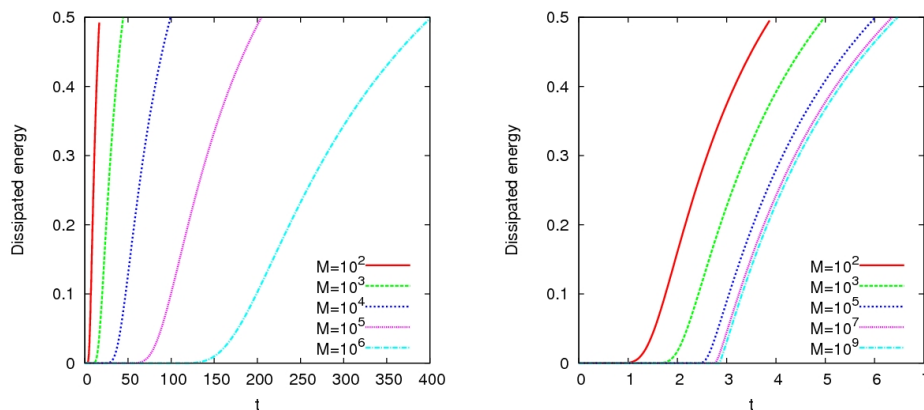 0.5
0.4
0.3
0.2
0.1
0
Dissipated energy
M=10^2
M=10^3
M=10^4
M=10^5
M=10^6
0 50 100 150 200 250 300 350 400
t
0.5
0.4
0.3
0.2
0.1
0
Dissipated energy
M=10^2
M=10^3
M=10^5
M=10^7
M=10^9
0 1 2 3 4 5 6 7
t